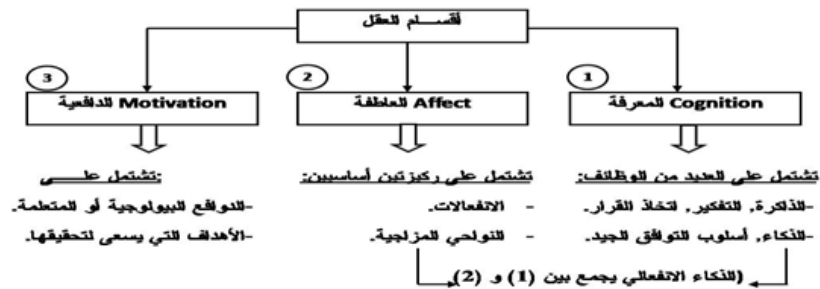 أقســـام العقل
1
2
3
Cognition المعرفة
Affect العاطفة
Motivation الدافعية
تشتمل على العديد من الوظائف:
تشتمل على ركيزتين أساسيين:
تشتمل علـــى:
-الذاكرة, التفكير, اتخاذ القرار.
- الانفعالات.
-الدوافع البيولوجية أو المتعلمة.
-الذكاء, أسلوب التوافق الجيد.
- النواحي المزاجية.
-الأهداف التي يسعى لتحقيقها.
(الذكاء الانفعالي يجمع بين (1) و (2)